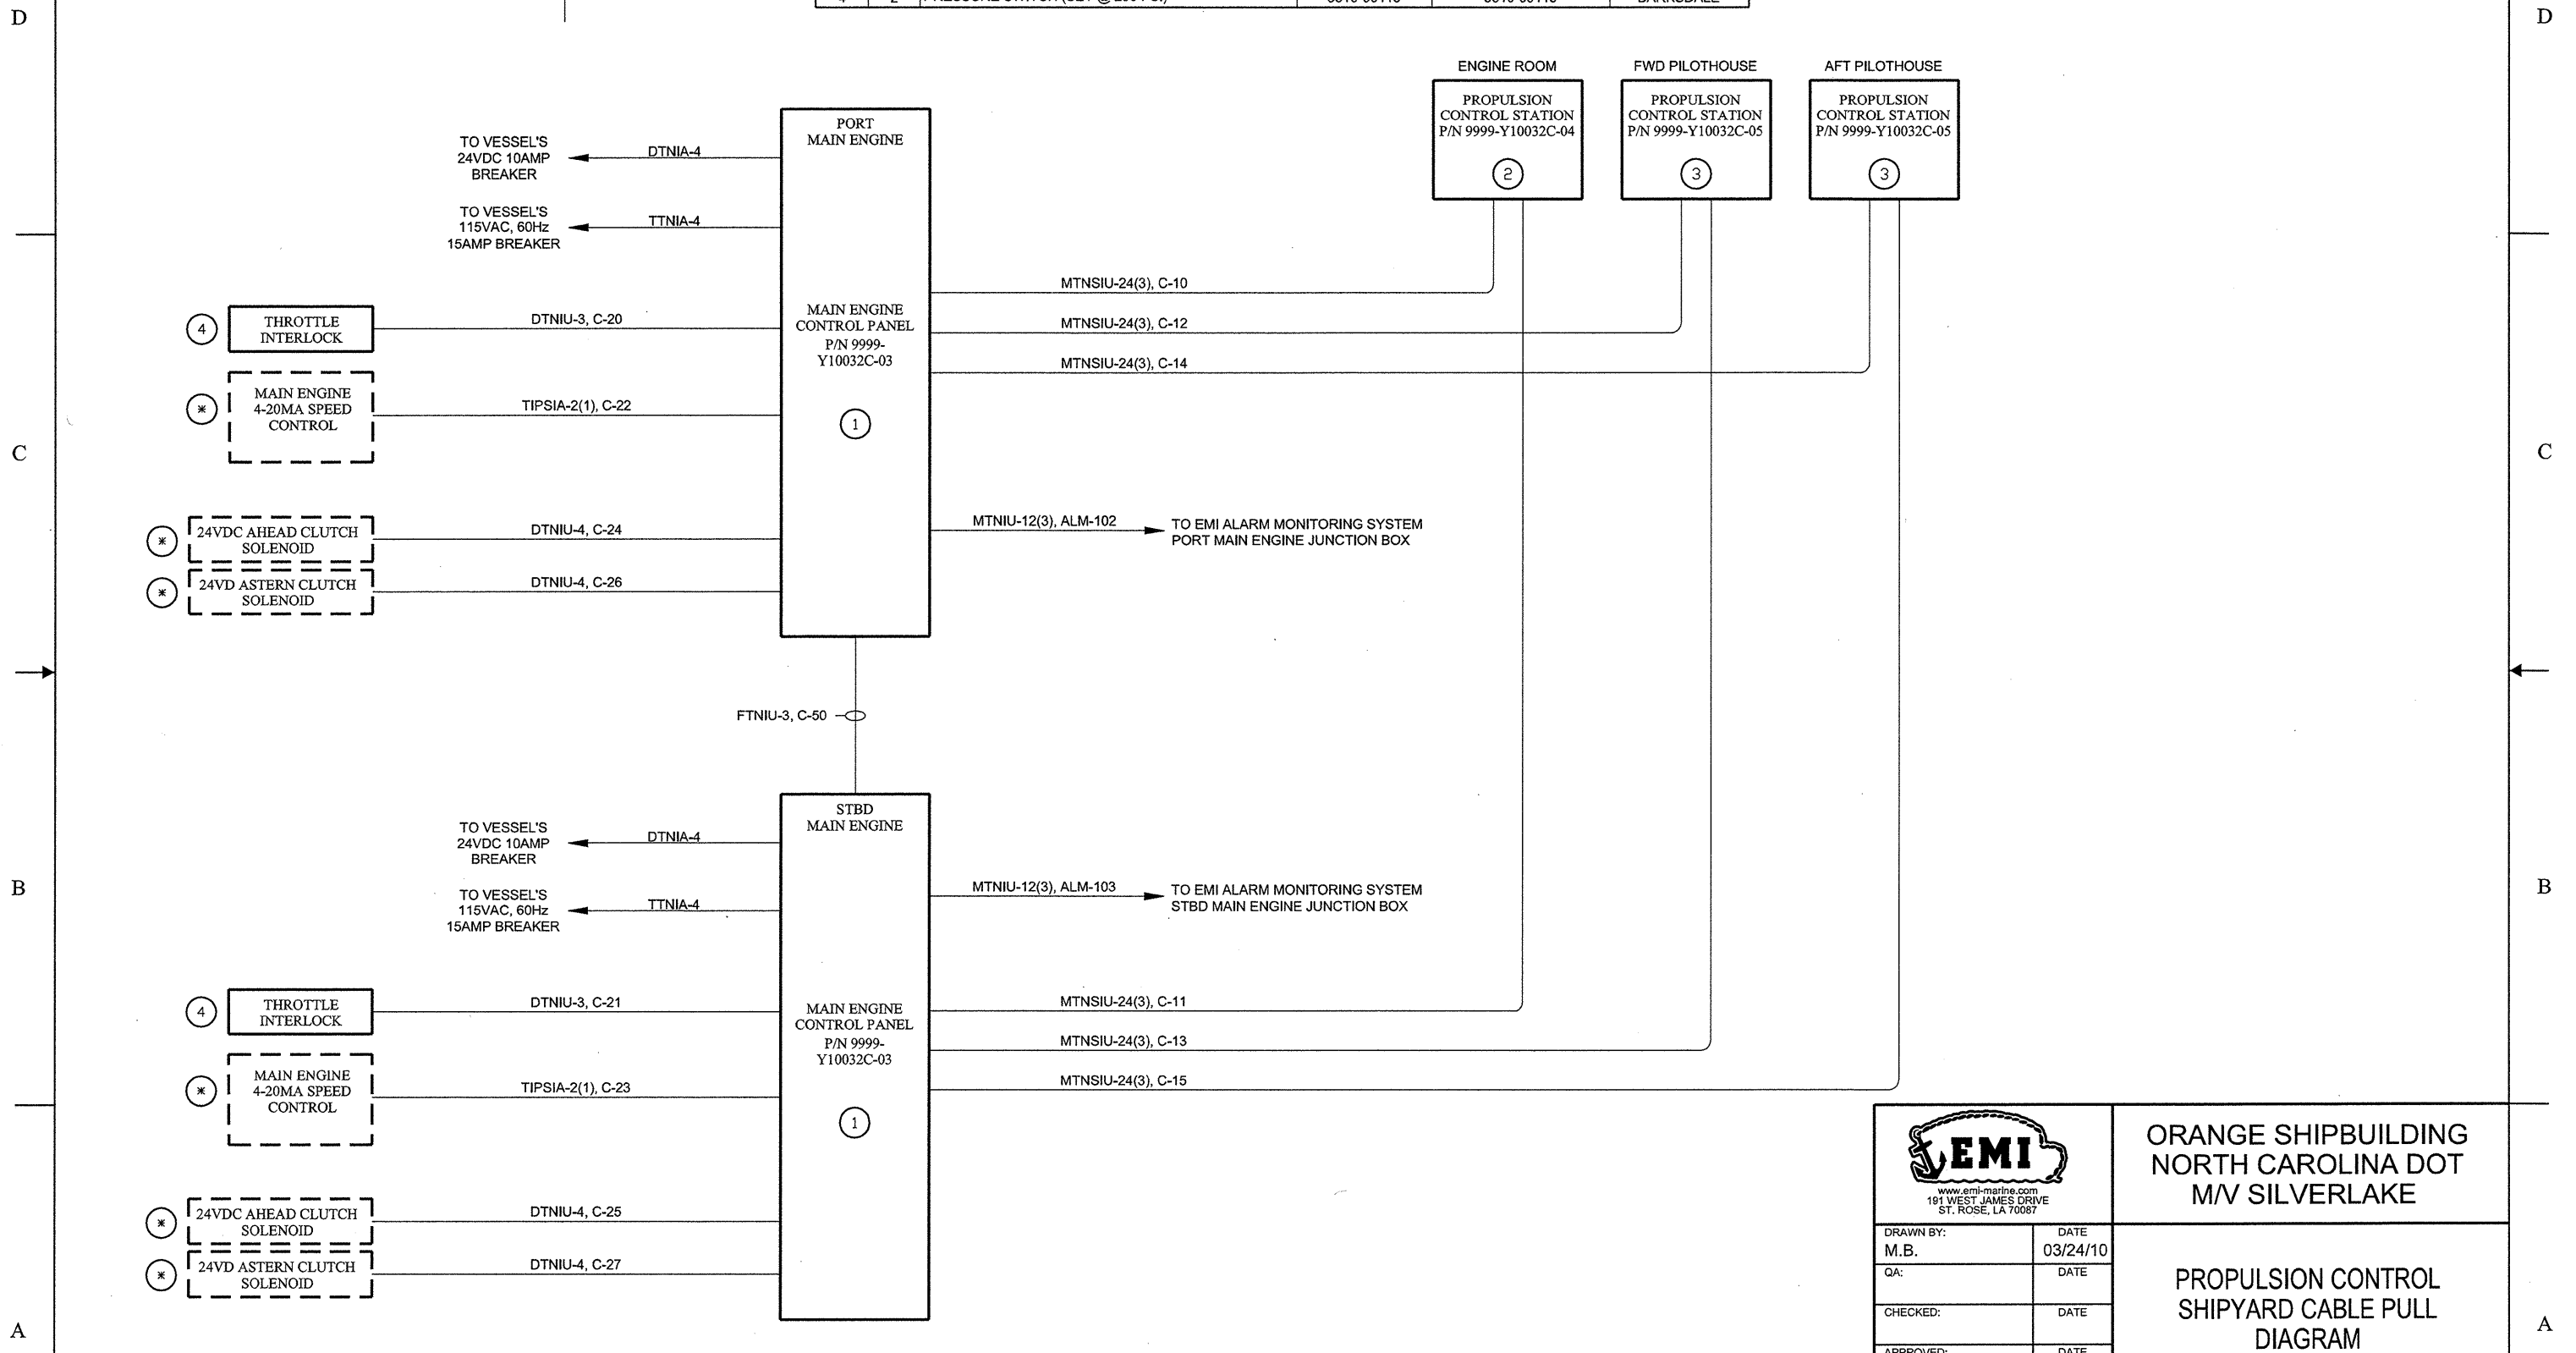 D
D
ENGINE ROOM
FWD PILOTHOUSE
AFT PILOTHOUSE
PROPULSION
CONTROL STATION
P/N 9999-Y10032C-04
2
PROPULSION
CONTROL STATION
P/N 9999-Y10032C-05
3
PROPULSION
CONTROL STATION
P/N 9999-Y10032C-05
3
PORT
MAIN ENGINE
TO VESSEL'S
24VDC 10AMP
BREAKER
DTNIA-4
TO VESSEL'S
115VAC, 60Hz
15AMP BREAKER
TTNIA-4
MTNSIU-24(3), C-10
MTNSIU-24(3), C-12
MTNSIU-24(3), C-14
4
THROTTLE
INTERLOCK
DTNIU-3, C-20
MAIN ENGINE
CONTROL PANEL
P/N 9999-
Y10032C-03
1
*
MAIN ENGINE
4-20MA SPEED
CONTROL
TIPSIA-2(1), C-22
C
C
*
24VDC AHEAD CLUTCH
SOLENOID
DTNIU-4, C-24
MTNIU-12(3), ALM-102
TO EMI ALARM MONITORING SYSTEM
PORT MAIN ENGINE JUNCTION BOX
*
24VD ASTERN CLUTCH
SOLENOID
DTNIU-4, C-26
FTNIU-3, C-50
STBD
MAIN ENGINE
TO VESSEL'S
24VDC 10AMP
BREAKER
DTNIA-4
TO VESSEL'S
115VAC, 60Hz
15AMP BREAKER
TTNIA-4
B
B
MTNIU-12(3), ALM-103
TO EMI ALARM MONITORING SYSTEM
STBD MAIN ENGINE JUNCTION BOX
4
THROTTLE
INTERLOCK
DTNIU-3, C-21
MAIN ENGINE
CONTROL PANEL
P/N 9999-
Y10032C-03
1
MTNSIU-24(3), C-11
MTNSIU-24(3), C-13
MTNSIU-24(3), C-15
*
MAIN ENGINE
4-20MA SPEED
CONTROL
TIPSIA-2(1), C-23
*
24VDC AHEAD CLUTCH
SOLENOID
DTNIU-4, C-25
*
24VD ASTERN CLUTCH
SOLENOID
DTNIU-4, C-27
EMI
www.emi-marine.com
191 WEST JAMES DRIVE
ST. ROSE, LA 70087
ORANGE SHIPBUILDING
NORTH CAROLINA DOT
M/V SILVERLAKE
DRAWN BY:
DATE
M.B.
03/24/10
QA:
DATE
CHECKED:
DATE
APPROVED:
DATE
PROPULSION CONTROL
SHIPYARD CABLE PULL
DIAGRAM
A
A